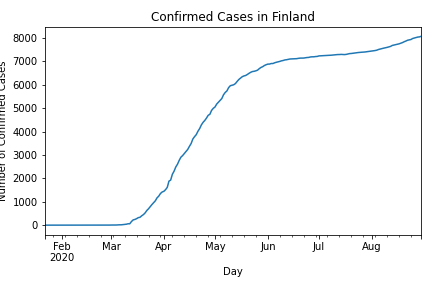 Confirmed Cases in Finland
Number of Confirmed Cases
8000
7000
6000
5000
4000
3000
2000
1000
0
Feb Mar Apr May Jun Jul Aug
2020
Day